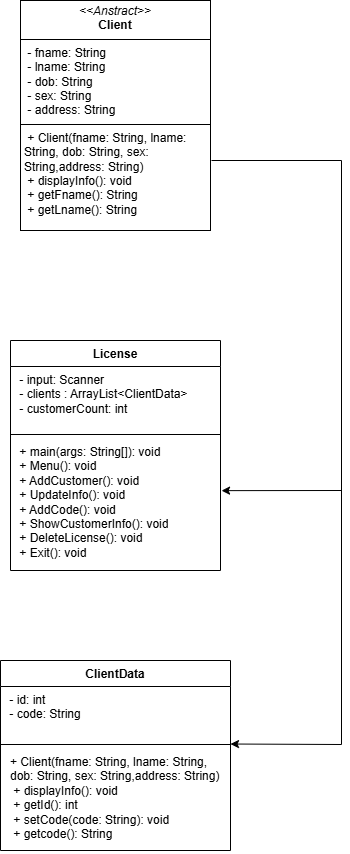 <<Anstract>>
Client
- fname: String
- lname: String
- dob: String
- sex: String
- address: String
+ Client(fname: String, lname:
String, dob: String, sex:
String,address: String)
+ displayInfo(): void
+ getFname(): String
+ getLname(): String
License
- input: Scanner
- clients : ArrayList<ClientData>
- customerCount: int
+ main(args: String[]): void
+ Menu(): void
+ AddCustomer(): void
+ UpdateInfo(): void
+ AddCode(): void
+ ShowCustomerInfo(): void
+ DeleteLicense(): void
+ Exit(): void
ClientData
- id: int
- code: String
+ Client(fname: String, lname: String,
dob: String, sex: String,address: String)
+ displayInfo(): void
+ getId(): int
+ setCode(code: String): void
+ getcode(): String